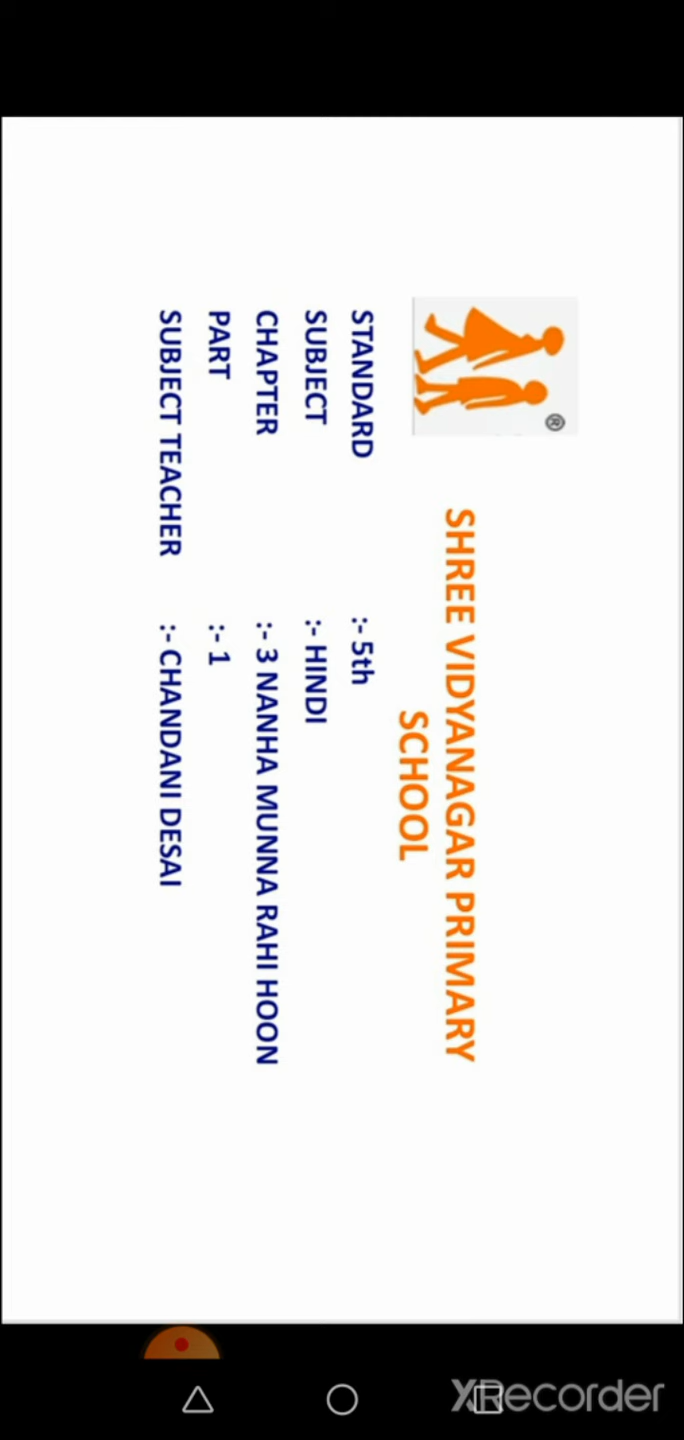 ®
SHREE VIDYANAGAR PRIMARY
SCHOOL
STANDARD :- 5th
SUBJECT :- HINDI
CHAPTER :- 3 NANHA MUNNA RAHI HOON
PART :- 1
SUBJECT TEACHER :- CHANDANI DESAI
XRecorder